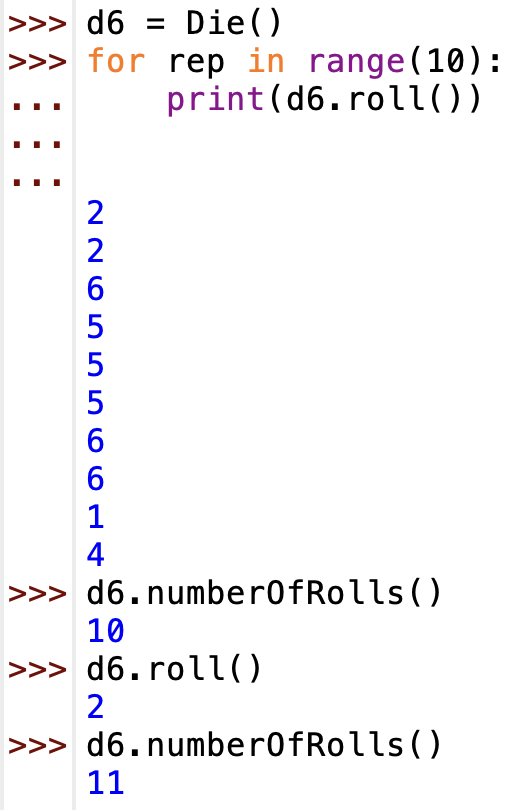 >>> d6 = Die()
>>> for rep in range(10):
...     print(d6.roll())
...
...
2
2
6
5
5
5
6
6
1
4
>>> d6.numberOfRolls()
10
>>> d6.roll()
2
>>> d6.numberOfRolls()
11